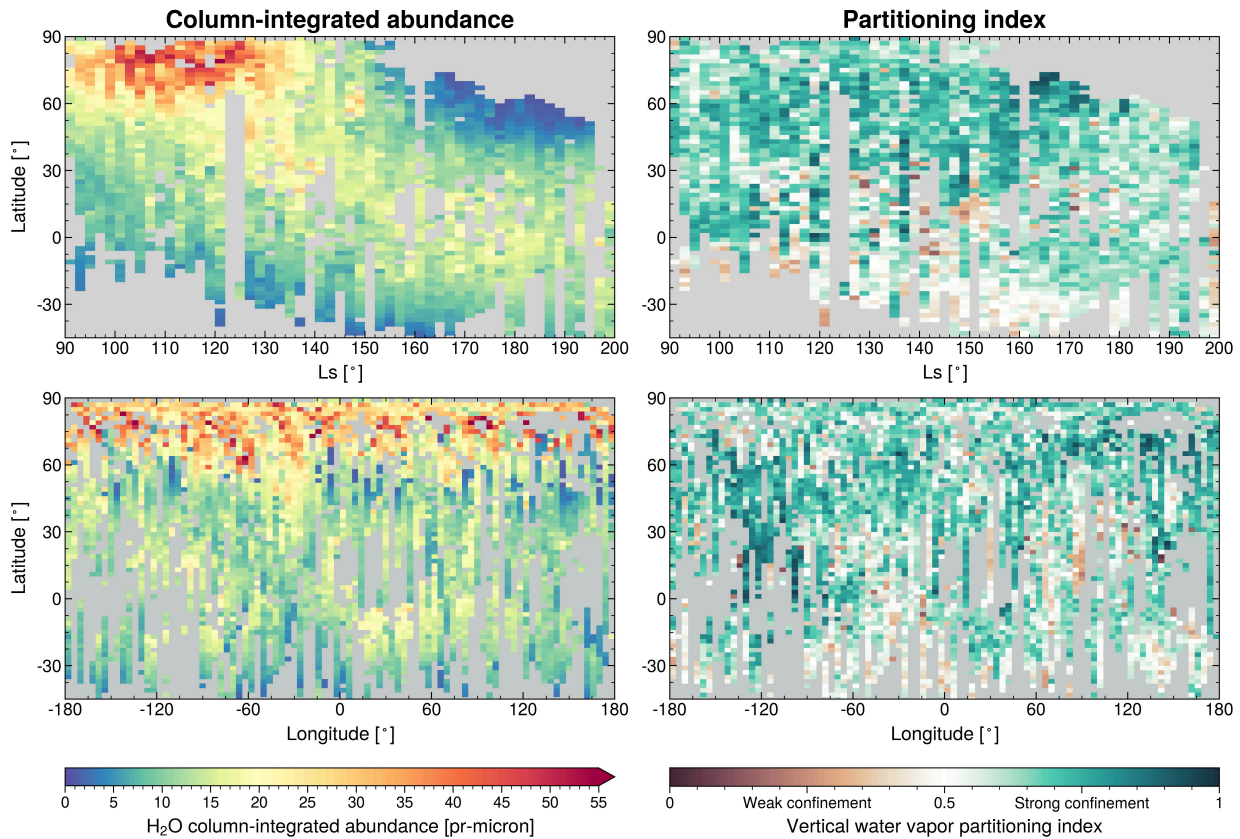 Column-integrated abundance
Partitioning index
90
60
30
0
-30
Latitude [°]
90 100 110 120 130 140 150 160 170 180 190 200
Ls [°]
90
60
30
0
-30
90 100 110 120 130 140 150 160 170 180 190 200
Ls [°]
90
60
30
0
-30
Latitude [°]
-180 -120 -60 0 60 120 180
Longitude [°]
90
60
30
0
-30
-180 -120 -60 0 60 120 180
Longitude [°]
0 5 10 15 20 25 30 35 40 45 50 55
H₂O column-integrated abundance [pr-micron]
0 Weak confinement 0.5 Strong confinement 1
Vertical water vapor partitioning index